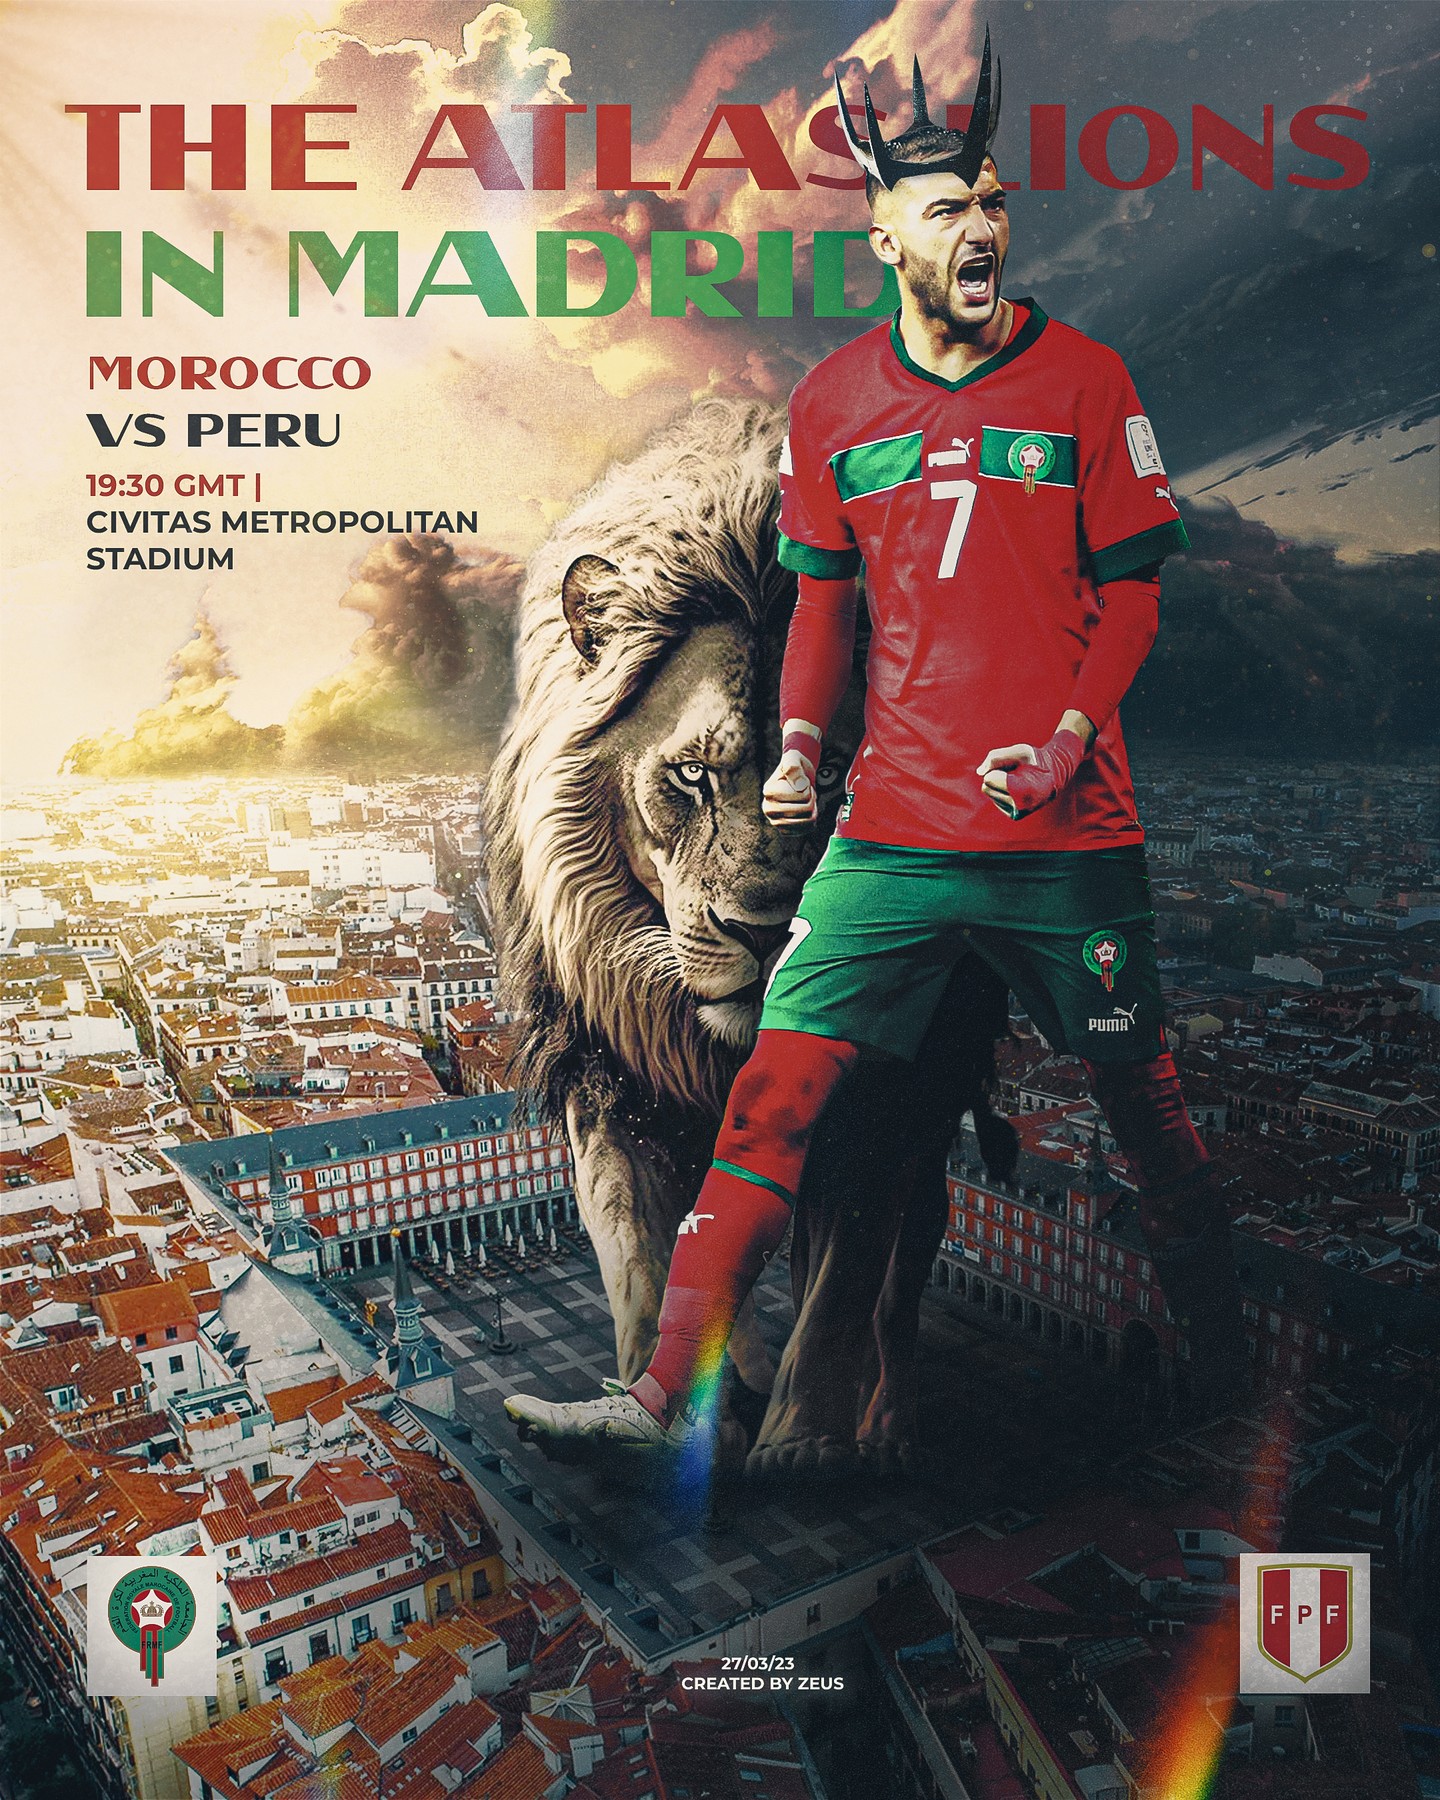 THE ATLAS LIONS
IN MADRID
MOROCCO
VS PERU
19:30 GMT |
CIVITAS METROPOLITAN
STADIUM
7
PUMA
FRMF
FPF
27/03/23
CREATED BY ZEUS